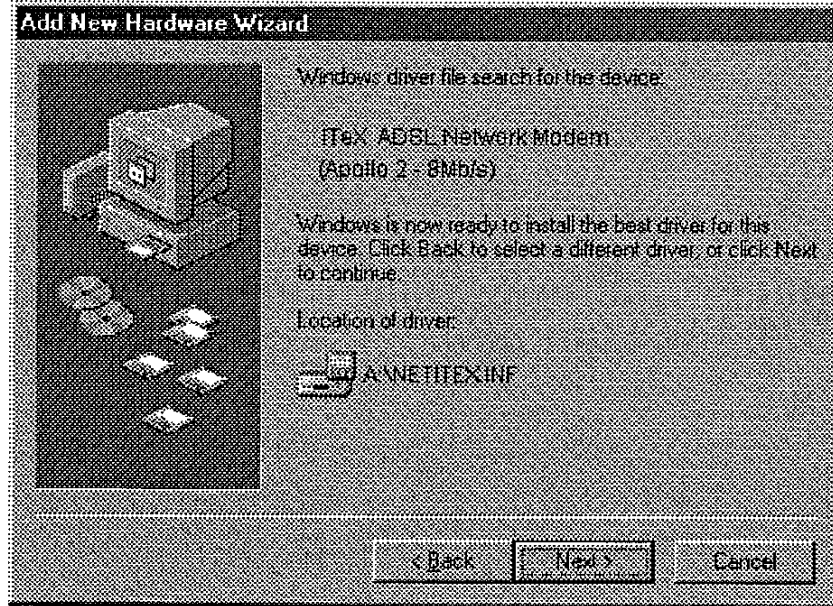 Add New Hardware Wizard
Windows driver file search for the device:
ITeX ADSL Network Modem
(Apollo 2 - 8Mb/s)
Windows is now ready to install the best driver for this
device. Click Back to select a different driver, or click Next
to continue.
Location of driver:
A:\NETITEX.INF
< Back
Next >
Cancel